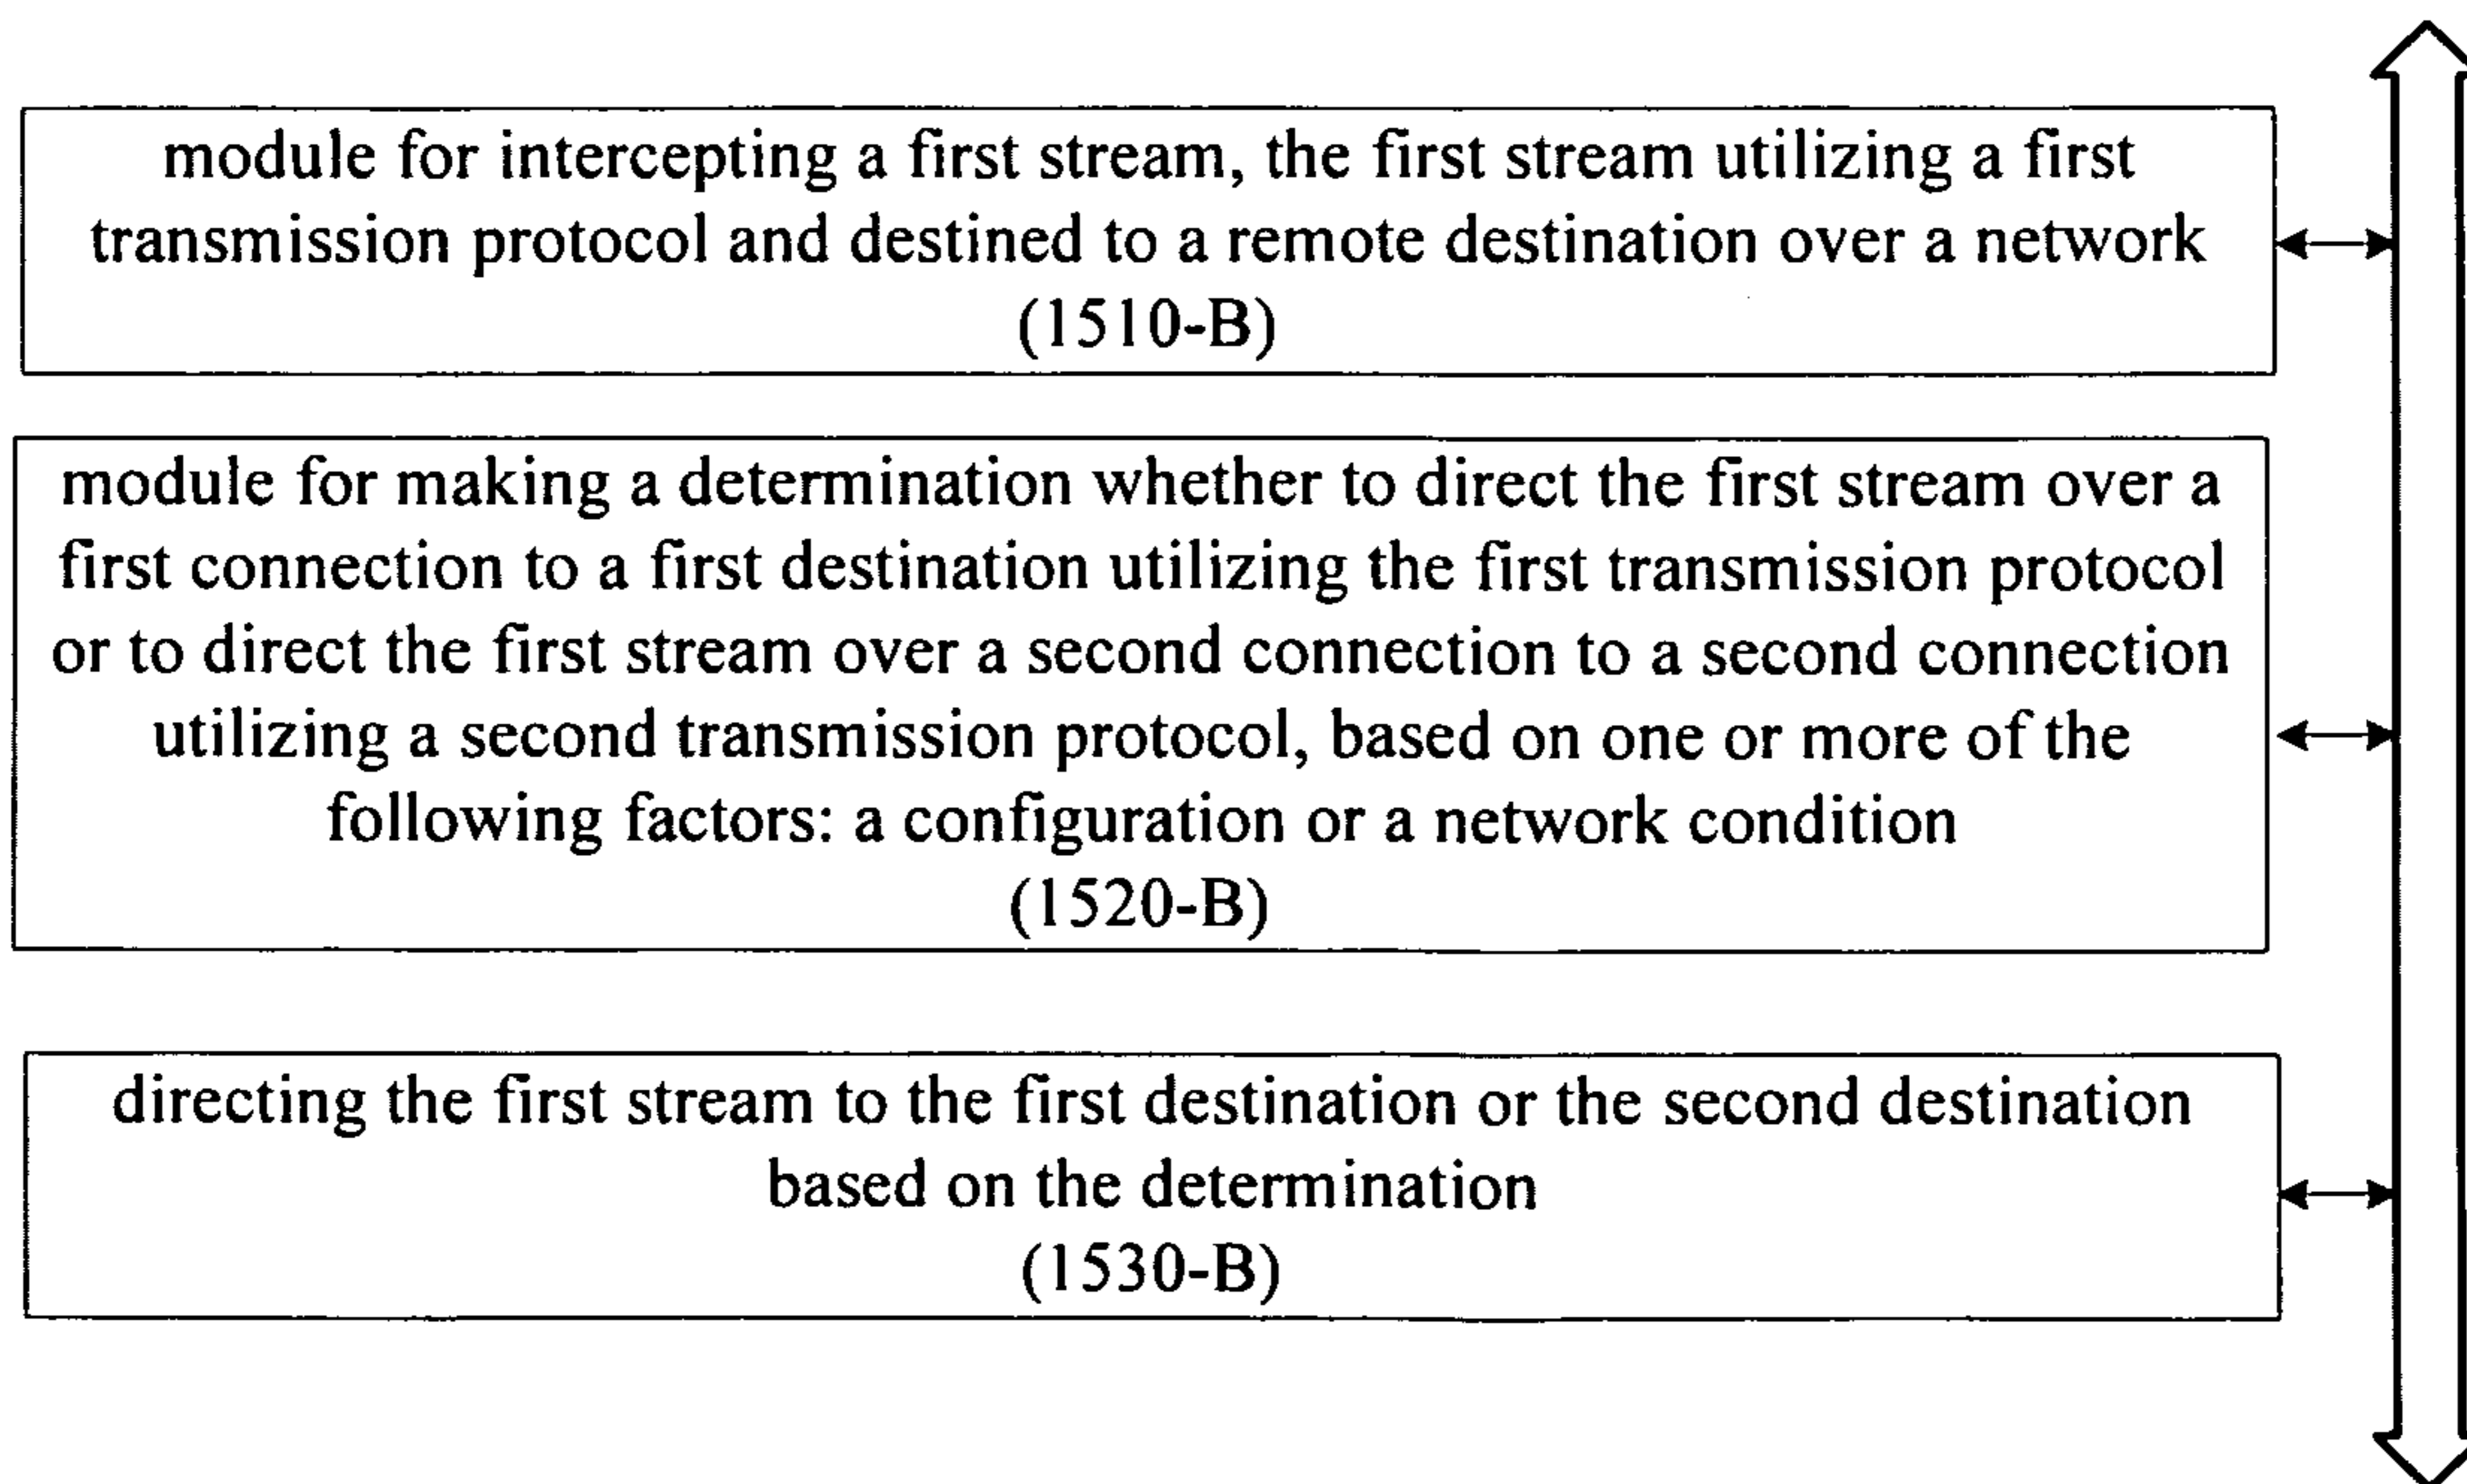 module for intercepting a first stream, the first stream utilizing a first
transmission protocol and destined to a remote destination over a network
(1510-B)
module for making a determination whether to direct the first stream over a
first connection to a first destination utilizing the first transmission protocol
or to direct the first stream over a second connection to a second connection
utilizing a second transmission protocol, based on one or more of the
following factors: a configuration or a network condition
(1520-B)
directing the first stream to the first destination or the second destination
based on the determination
(1530-B)